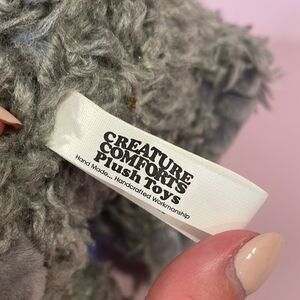 CREATURE
COMFORTS
Plush Toys
Hand Made... Handcrafted Workmanship